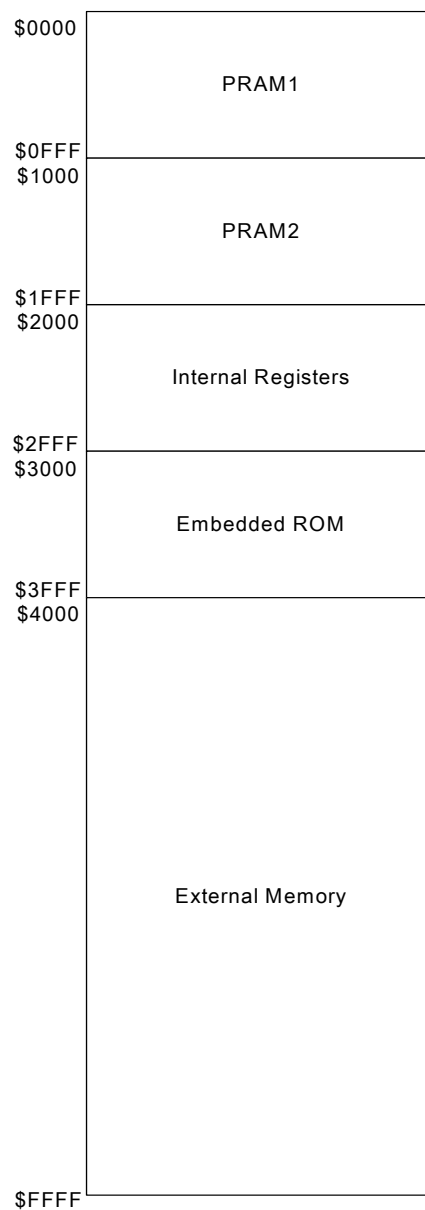 $0000
PRAM1
$0FFF
$1000
PRAM2
$1FFF
$2000
Internal Registers
$2FFF
$3000
Embedded ROM
$3FFF
$4000
External Memory
$FFFF